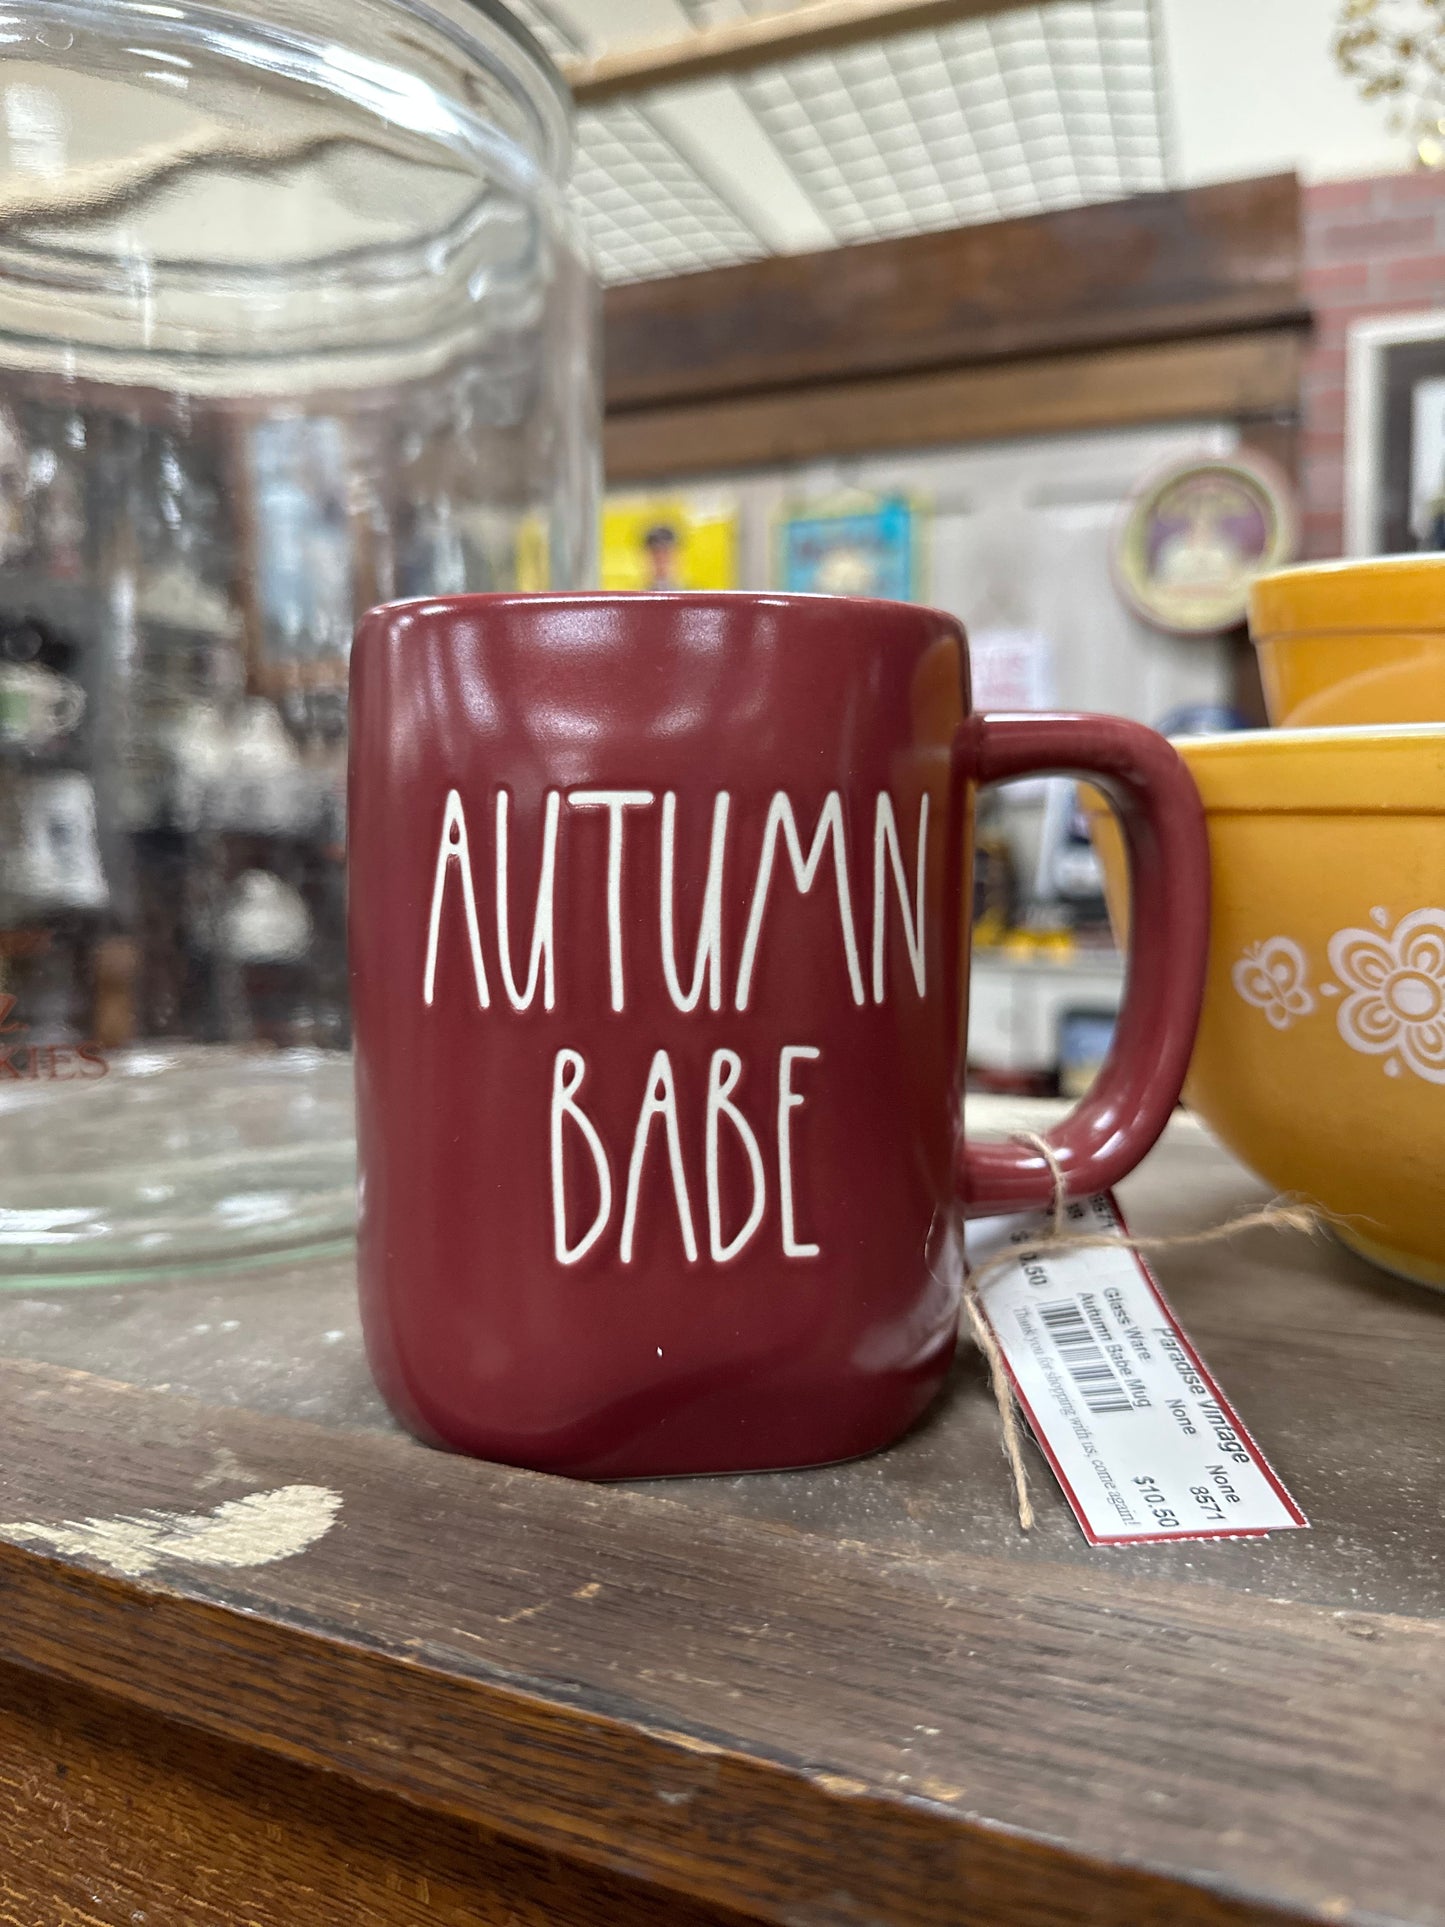 AUTUMN
BABE
Paradise Vintage
None
None
8571
Glass Ware
Autumn Babe Mug
$10.50
Thank you for shopping with us, come again!
KIES